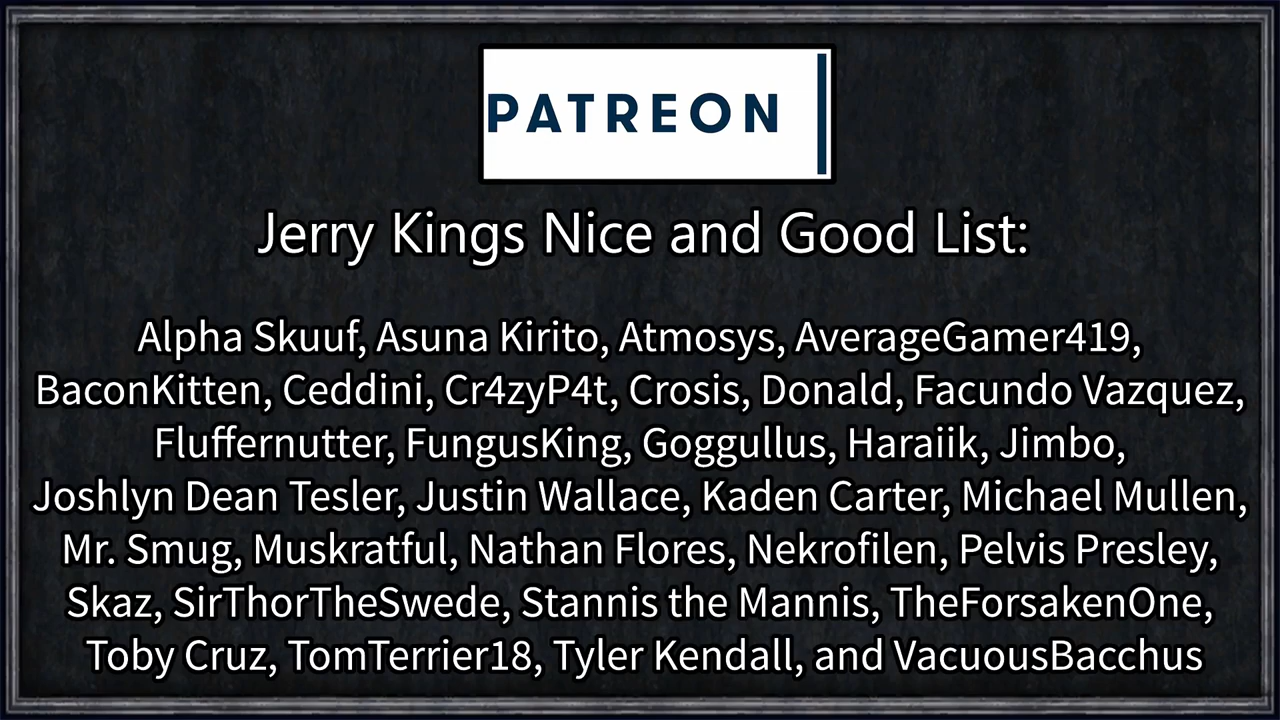 PATREON
Jerry Kings Nice and Good List:
Alpha Skuuf, Asuna Kirito, Atmosys, AverageGamer419,
BaconKitten, Ceddini, Cr4zyP4t, Crosis, Donald, Facundo Vazquez,
Fluffernutter, FungusKing, Goggullus, Haraiik, Jimbo,
Joshlyn Dean Tesler, Justin Wallace, Kaden Carter, Michael Mullen,
Mr. Smug, Muskratful, Nathan Flores, Nekrofilen, Pelvis Presley,
Skaz, SirThorTheSwede, Stannis the Mannis, TheForsakenOne,
Toby Cruz, TomTerrier18, Tyler Kendall, and VacuousBacchus